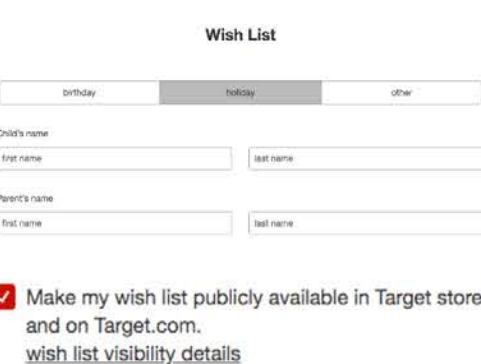 Wish List
birthday holiday other
Child's name
first name last name
Parent's name
first name last name
Make my wish list publicly available in Target store
and on Target.com.
wish list visibility details